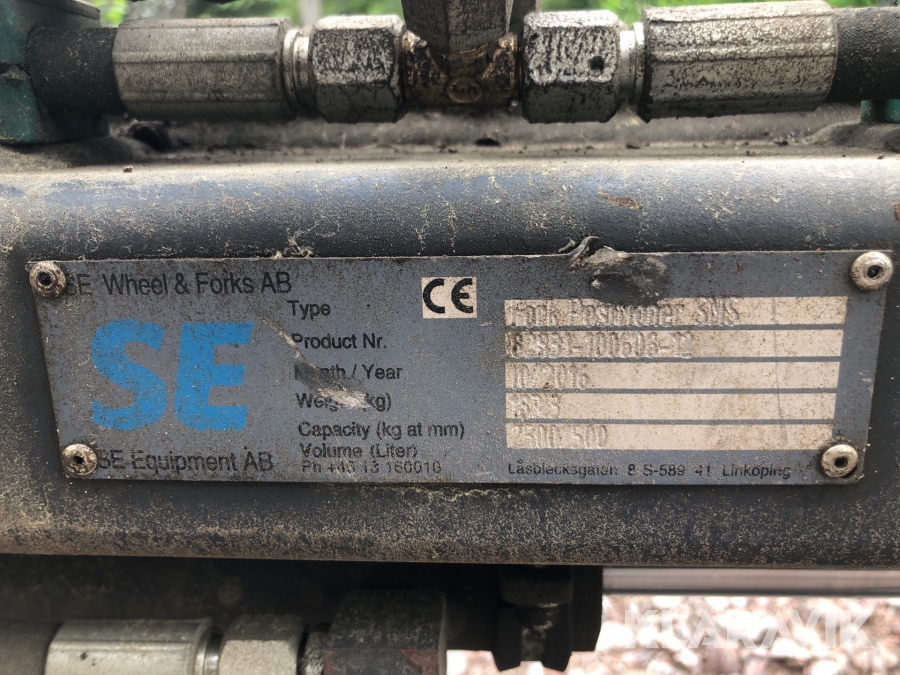 SE Wheel & Forks AB
CE
SE
SE Equipment AB
Type Fork Positioner SMS
Product Nr.
Month / Year 10/2016
Weight (kg)
Capacity (kg at mm) 2500/500
Volume (Liter)
Ph +46 13 160010
Låsblecksgatan 8 S-589 41 Linköping
KLARAVIK